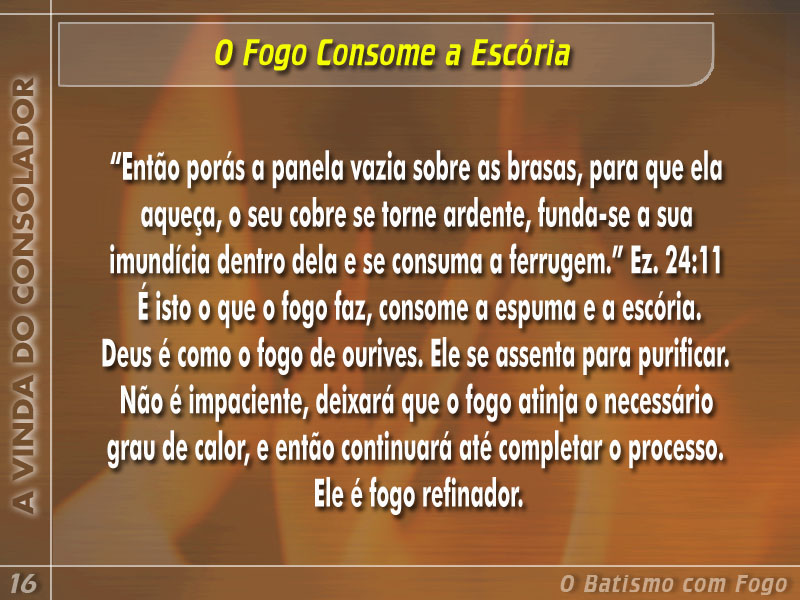 O Fogo Consome a Escória
A VINDA DO CONSOLADOR
“Então porás a panela vazia sobre as brasas, para que ela
aqueça, o seu cobre se torne ardente, funda-se a sua
imundícia dentro dela e se consuma a ferrugem.” Ez. 24:11
É isto o que o fogo faz, consome a espuma e a escória.
Deus é como o fogo de ourives. Ele se assenta para purificar.
Não é impaciente, deixará que o fogo atinja o necessário
grau de calor, e então continuará até completar o processo.
Ele é fogo refinador.
16
O Batismo com Fogo